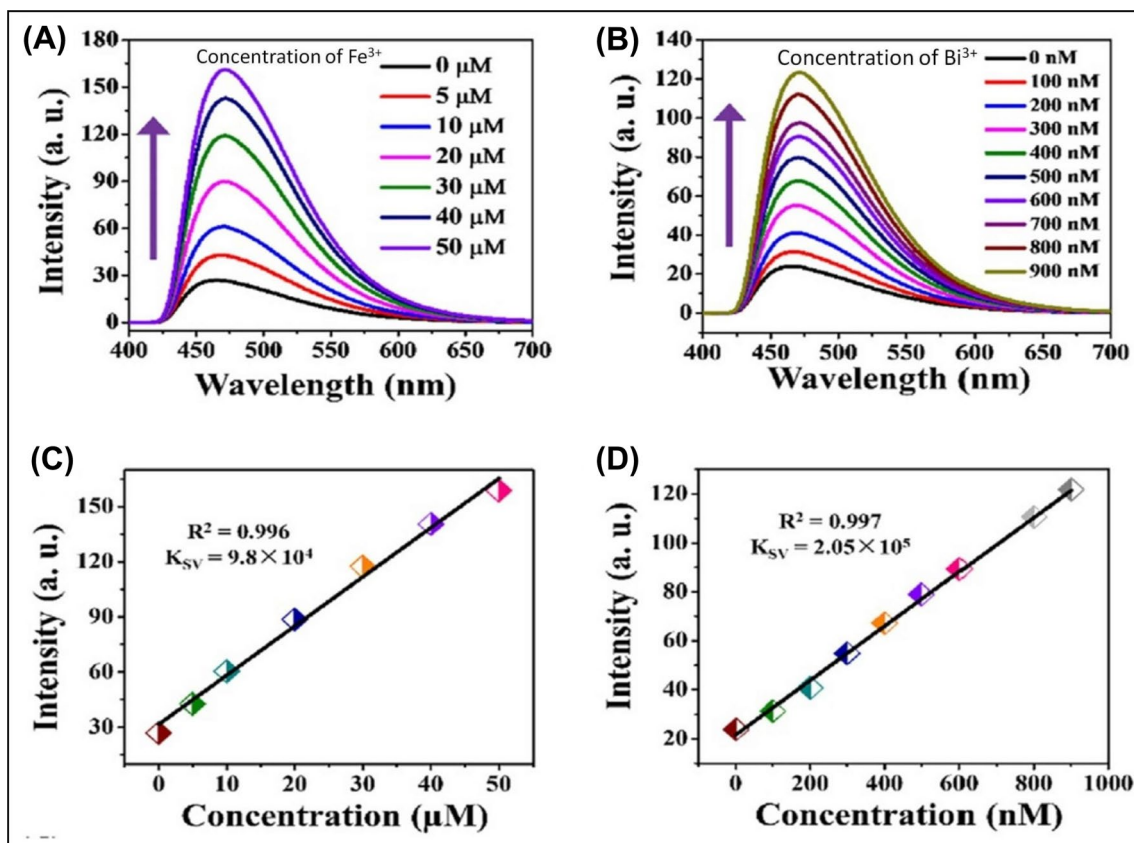 (A)
Concentration of Fe³⁺
0 μM
5 μM
10 μM
20 μM
30 μM
40 μM
50 μM
180
150
120
90
60
30
0
Intensity (a. u.)
400 450 500 550 600 650 700
Wavelength (nm)
(B)
Concentration of Bi³⁺
0 nM
100 nM
200 nM
300 nM
400 nM
500 nM
600 nM
700 nM
800 nM
900 nM
140
120
100
80
60
40
20
0
Intensity (a. u.)
400 450 500 550 600 650 700
Wavelength (nm)
(C)
R² = 0.996
K_SV = 9.8×10⁴
150
120
90
60
30
Intensity (a. u.)
0 10 20 30 40 50
Concentration (μM)
(D)
R² = 0.997
K_SV = 2.05×10⁵
120
100
80
60
40
20
Intensity (a. u.)
0 200 400 600 800 1000
Concentration (nM)